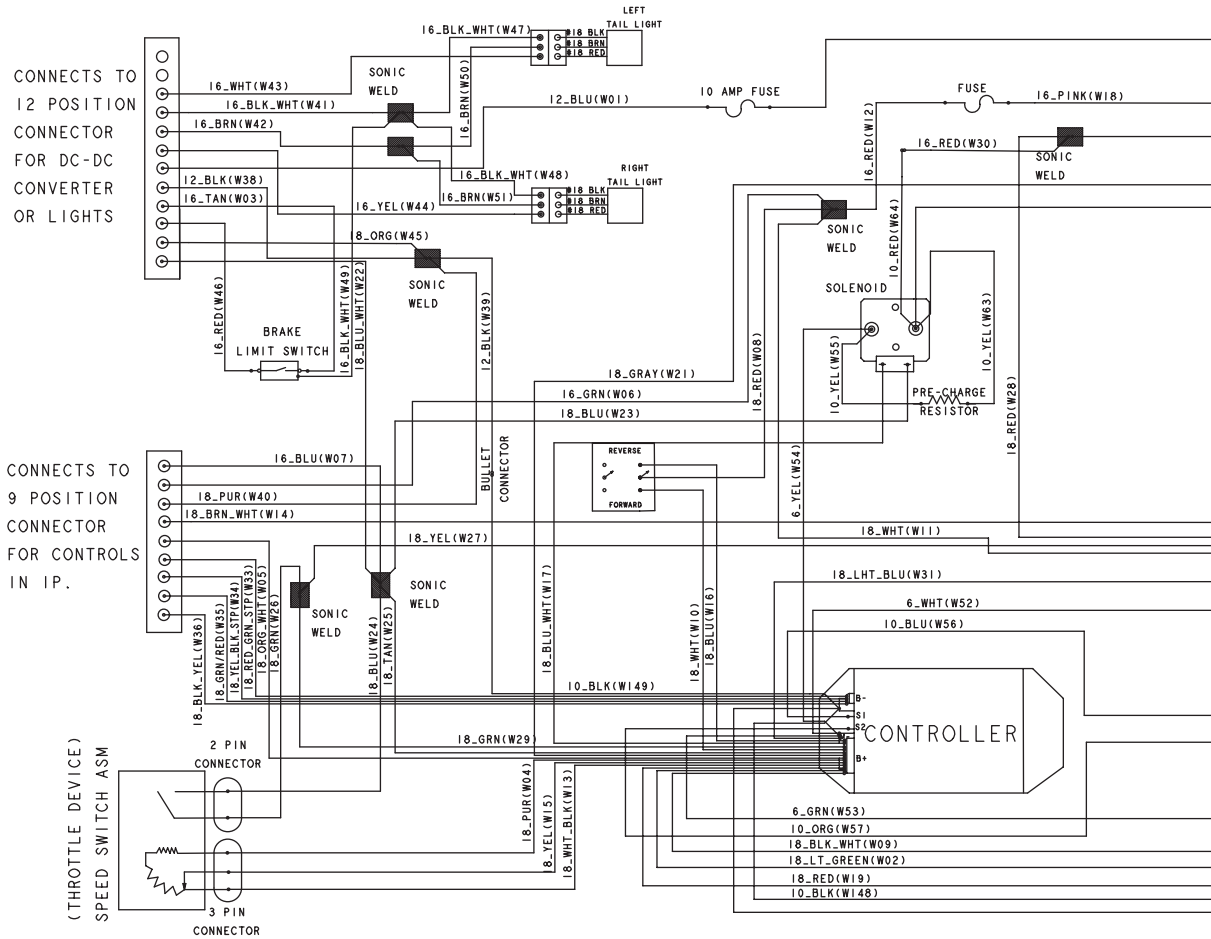 LEFT
TAIL LIGHT
16_BLK_WHT(W47)
#18 BLK
#18 BRN
#18 RED
CONNECTS TO
12 POSITION
CONNECTOR
FOR DC-DC
CONVERTER
OR LIGHTS
16_WHT(W43)
16_BLK_WHT(W41)
16_BRN(W42)
12_BLK(W38)
16_TAN(W03)
SONIC
WELD
16_BRN(W50)
12_BLU(W01)
10 AMP FUSE
FUSE
16_PINK(W18)
16_RED(W12)
16_RED(W30)
SONIC
WELD
RIGHT
TAIL LIGHT
16_BLK_WHT(W48)
16_BRN(W51)
16_YEL(W44)
#18 BLK
#18 BRN
#18 RED
18_ORG(W45)
SONIC
WELD
SONIC
WELD
10_RED(W64)
SOLENOID
16_RED(W46)
BRAKE
LIMIT SWITCH
16_BLK_WHT(W49)
18_BLU_WHT(W22)
12_BLK(W39)
18_RED(W08)
10_YEL(W55)
10_YEL(W63)
PRE-CHARGE
RESISTOR
18_RED(W28)
18_GRAY(W21)
16_GRN(W06)
18_BLU(W23)
6_YEL(W54)
BULLET
CONNECTOR
REVERSE
FORWARD
CONNECTS TO
9 POSITION
CONNECTOR
FOR CONTROLS
IN IP.
16_BLU(W07)
18_PUR(W40)
18_BRN_WHT(W14)
18_YEL(W27)
18_WHT(W11)
18_LHT_BLU(W31)
6_WHT(W52)
10_BLU(W56)
SONIC
WELD
SONIC
WELD
18_BLK_YEL(W36)
18_GRN/RED(W35)
18_YEL_BLK_STP(W34)
18_RED_GRN_STP(W33)
18_ORG_WHT(W05)
18_GRN(W26)
18_BLU(W24)
18_TAN(W25)
18_BLU_WHT(W17)
18_WHT(W10)
18_BLU(W16)
10_BLK(W149)
B-
S1
S2
B+
CONTROLLER
18_GRN(W29)
(THROTTLE DEVICE)
SPEED SWITCH ASM
2 PIN
CONNECTOR
18_PUR(W04)
18_YEL(W15)
18_WHT_BLK(W13)
6_GRN(W53)
10_ORG(W57)
18_BLK_WHT(W09)
18_LT_GREEN(W02)
18_RED(W19)
10_BLK(W148)
3 PIN
CONNECTOR